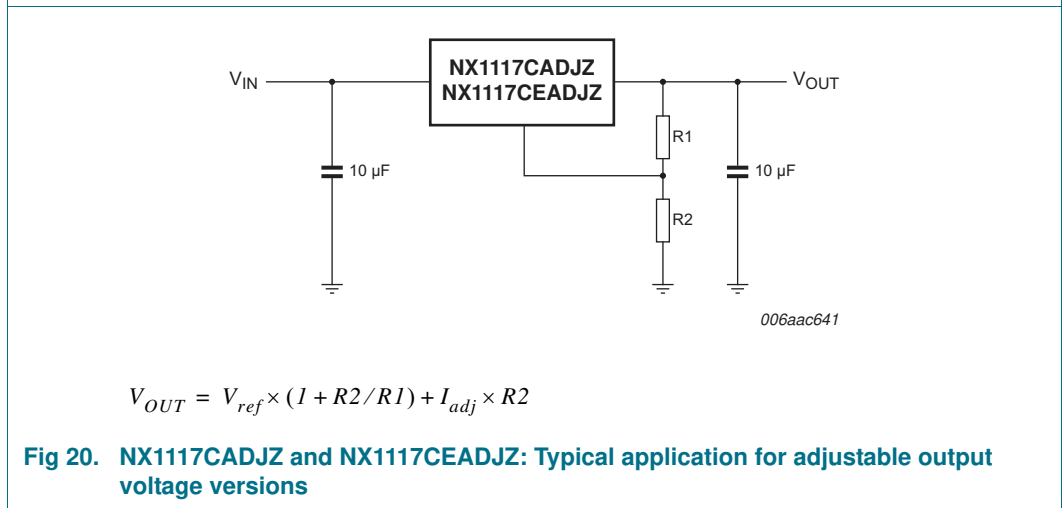 NX1117CADJZ
NX1117CEADJZ
V_IN
V_OUT
R1
10 µF
10 µF
R2
006aac641
V_OUT = V_ref × (1 + R2/R1) + I_adj × R2
Fig 20. NX1117CADJZ and NX1117CEADJZ: Typical application for adjustable output
voltage versions